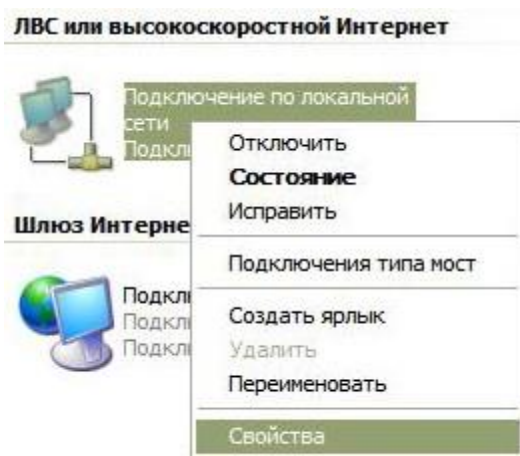 ЛВС или высокоскоростной Интернет
Подключение по локальной
сети
Отключить
Состояние
Исправить
Шлюз Интерне
Подключения типа мост
Создать ярлык
Удалить
Переименовать
Свойства